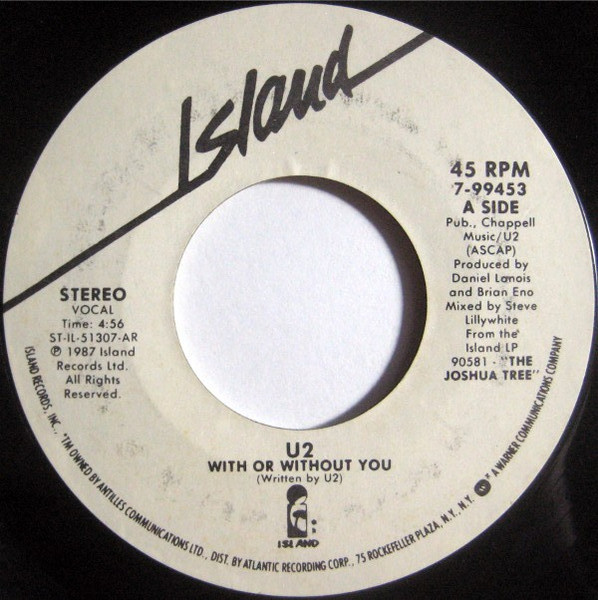 Island
45 RPM
7-99453
A SIDE
Pub., Chappell
Music/U2
(ASCAP)
Produced by
Daniel Lanois
and Brian Eno
Mixed by Steve
Lillywhite
From the
Island LP
90581 - "THE
JOSHUA TREE"
STEREO
VOCAL
Time: 4:56
ST-IL-51307-AR
℗ 1987 Island
Records Ltd.
All Rights
Reserved.
U2
WITH OR WITHOUT YOU
(Written by U2)
ISLAND
ISLAND RECORDS, INC., *TM OWNED BY ANTILLES COMMUNICATIONS LTD., DIST. BY ATLANTIC RECORDING CORP., 75 ROCKEFELLER PLAZA, N.Y., N.Y. A WARNER COMMUNICATIONS COMPANY